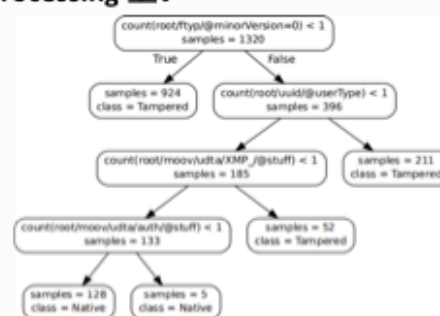 count(root/ftyp/@minorVersion=0) < 1
samples = 1320
True
False
samples = 924
class = Tampered
count(root/uuid/@userType) < 1
samples = 396
count(root/moov/udta/XMP_/@stuff) < 1
samples = 185
samples = 211
class = Tampered
count(root/moov/udta/auth/@stuff) < 1
samples = 133
samples = 52
class = Tampered
samples = 128
class = Native
samples = 5
class = Native